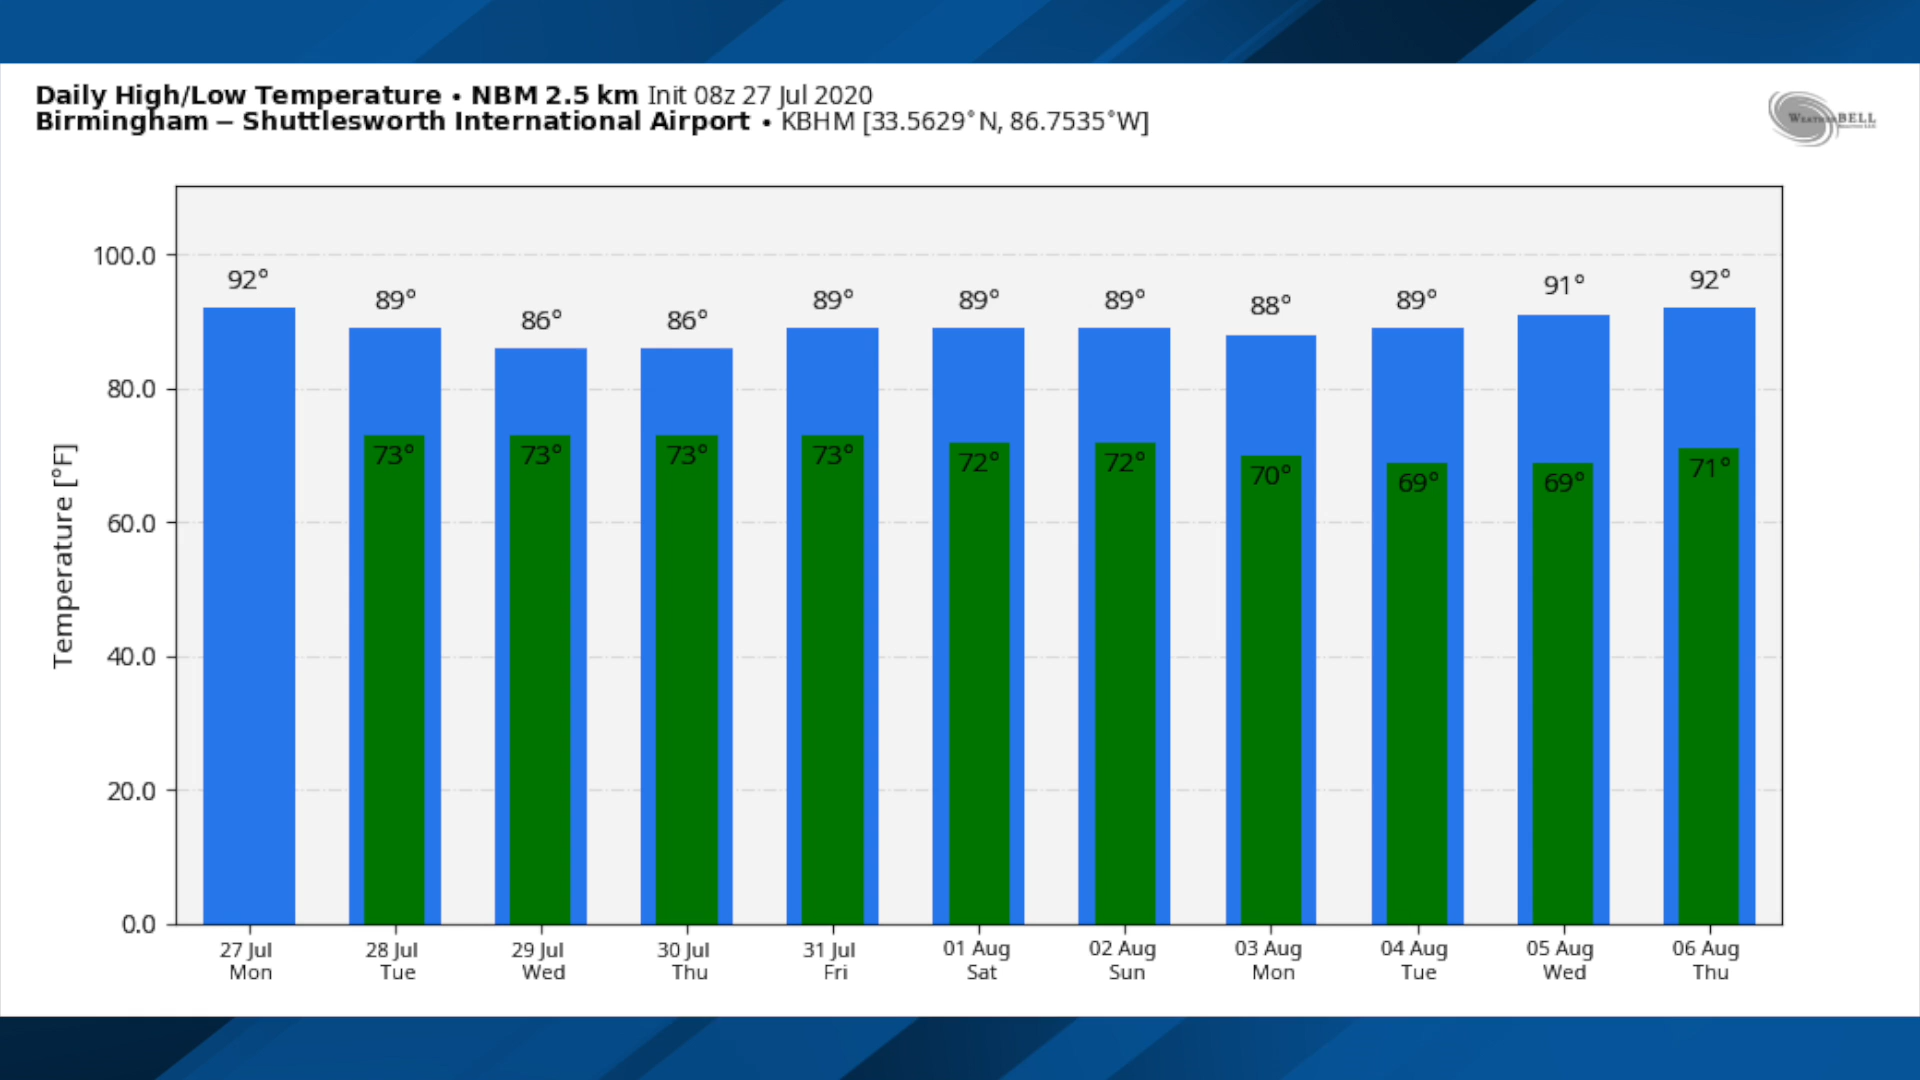 Daily High/Low Temperature • NBM 2.5 km Init 08z 27 Jul 2020
Birmingham – Shuttlesworth International Airport • KBHM [33.5629°N, 86.7535°W]
WEATHERBELL
100.0
80.0
60.0
40.0
20.0
0.0
Temperature [°F]
92° 89° 86° 86° 89° 89° 89° 88° 89° 91° 92°
73° 73° 73° 73° 72° 72° 70° 69° 69° 71°
27 Jul 28 Jul 29 Jul 30 Jul 31 Jul 01 Aug 02 Aug 03 Aug 04 Aug 05 Aug 06 Aug
Mon Tue Wed Thu Fri Sat Sun Mon Tue Wed Thu